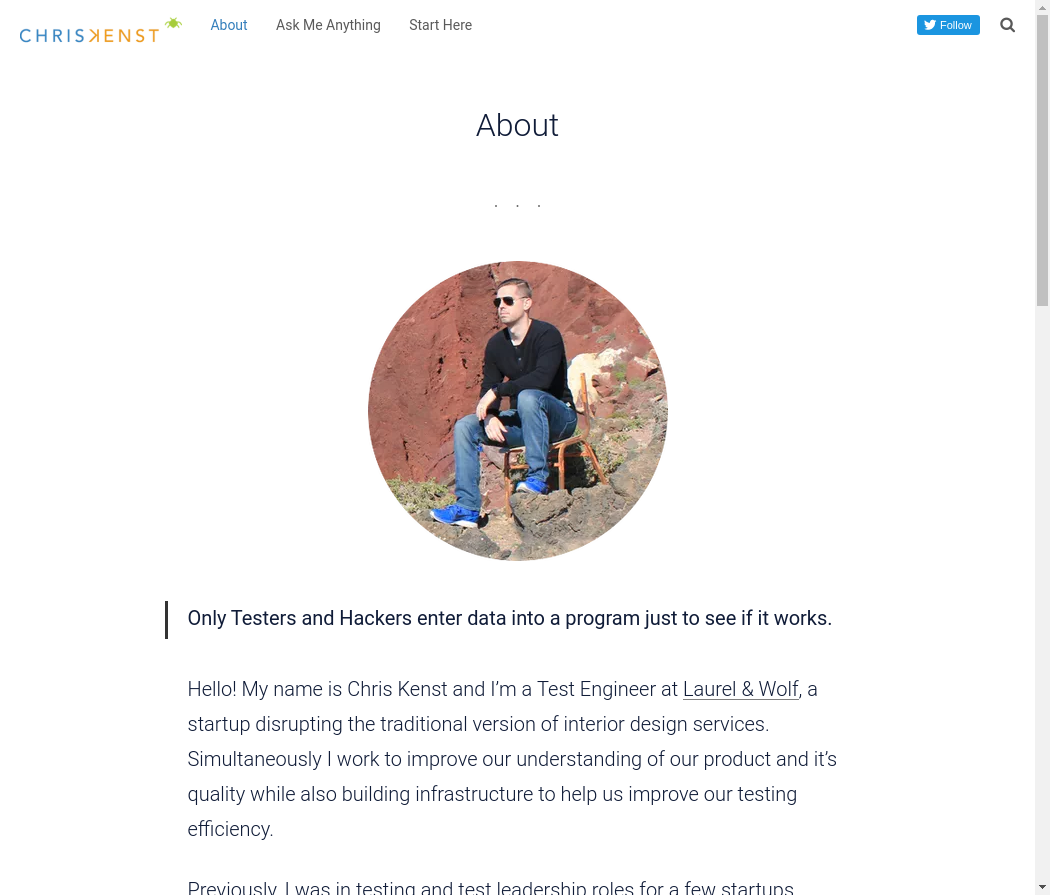 CHRISKENST About Ask Me Anything Start Here Follow
About
. . .
Only Testers and Hackers enter data into a program just to see if it works.
Hello! My name is Chris Kenst and I’m a Test Engineer at Laurel & Wolf, a
startup disrupting the traditional version of interior design services.
Simultaneously I work to improve our understanding of our product and it’s
quality while also building infrastructure to help us improve our testing
efficiency.
Previously, I was in testing and test leadership roles for a few startups